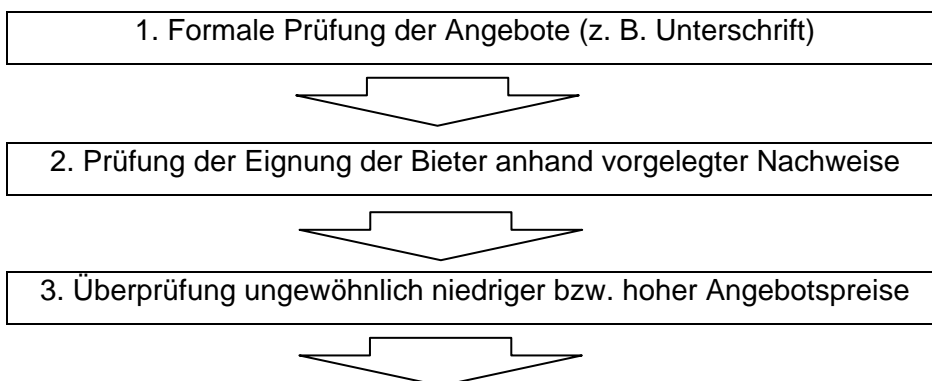 1. Formale Prüfung der Angebote (z. B. Unterschrift)
2. Prüfung der Eignung der Bieter anhand vorgelegter Nachweise
3. Überprüfung ungewöhnlich niedriger bzw. hoher Angebotspreise